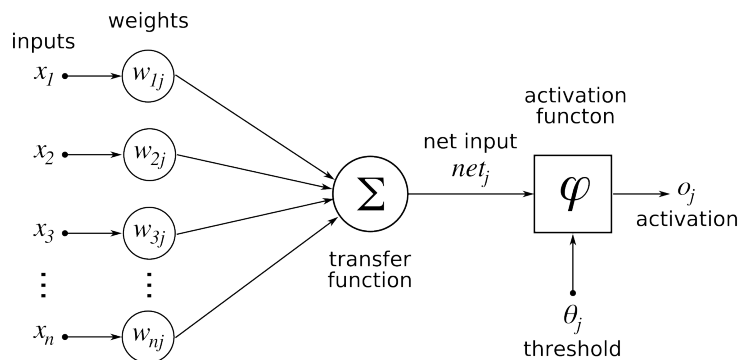 weights
inputs
x1 w1j
x2 w2j
x3 w3j
⋮ ⋮
xn wnj
Σ
transfer
function
net input
netj
activation
functon
φ
oj
activation
θj
threshold